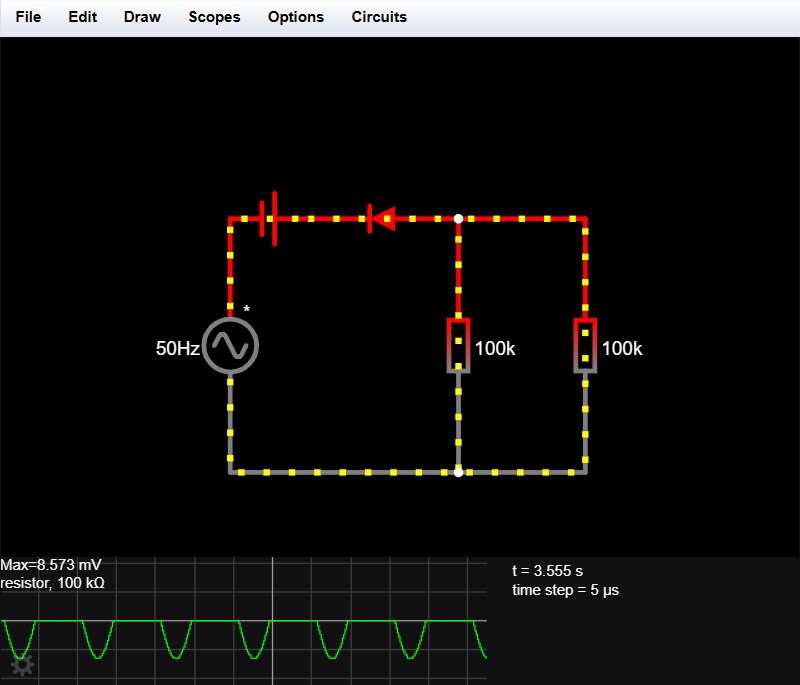 File Edit Draw Scopes Options Circuits
*
50Hz
100k
100k
Max=8.573 mV
resistor, 100 kΩ
t = 3.555 s
time step = 5 µs